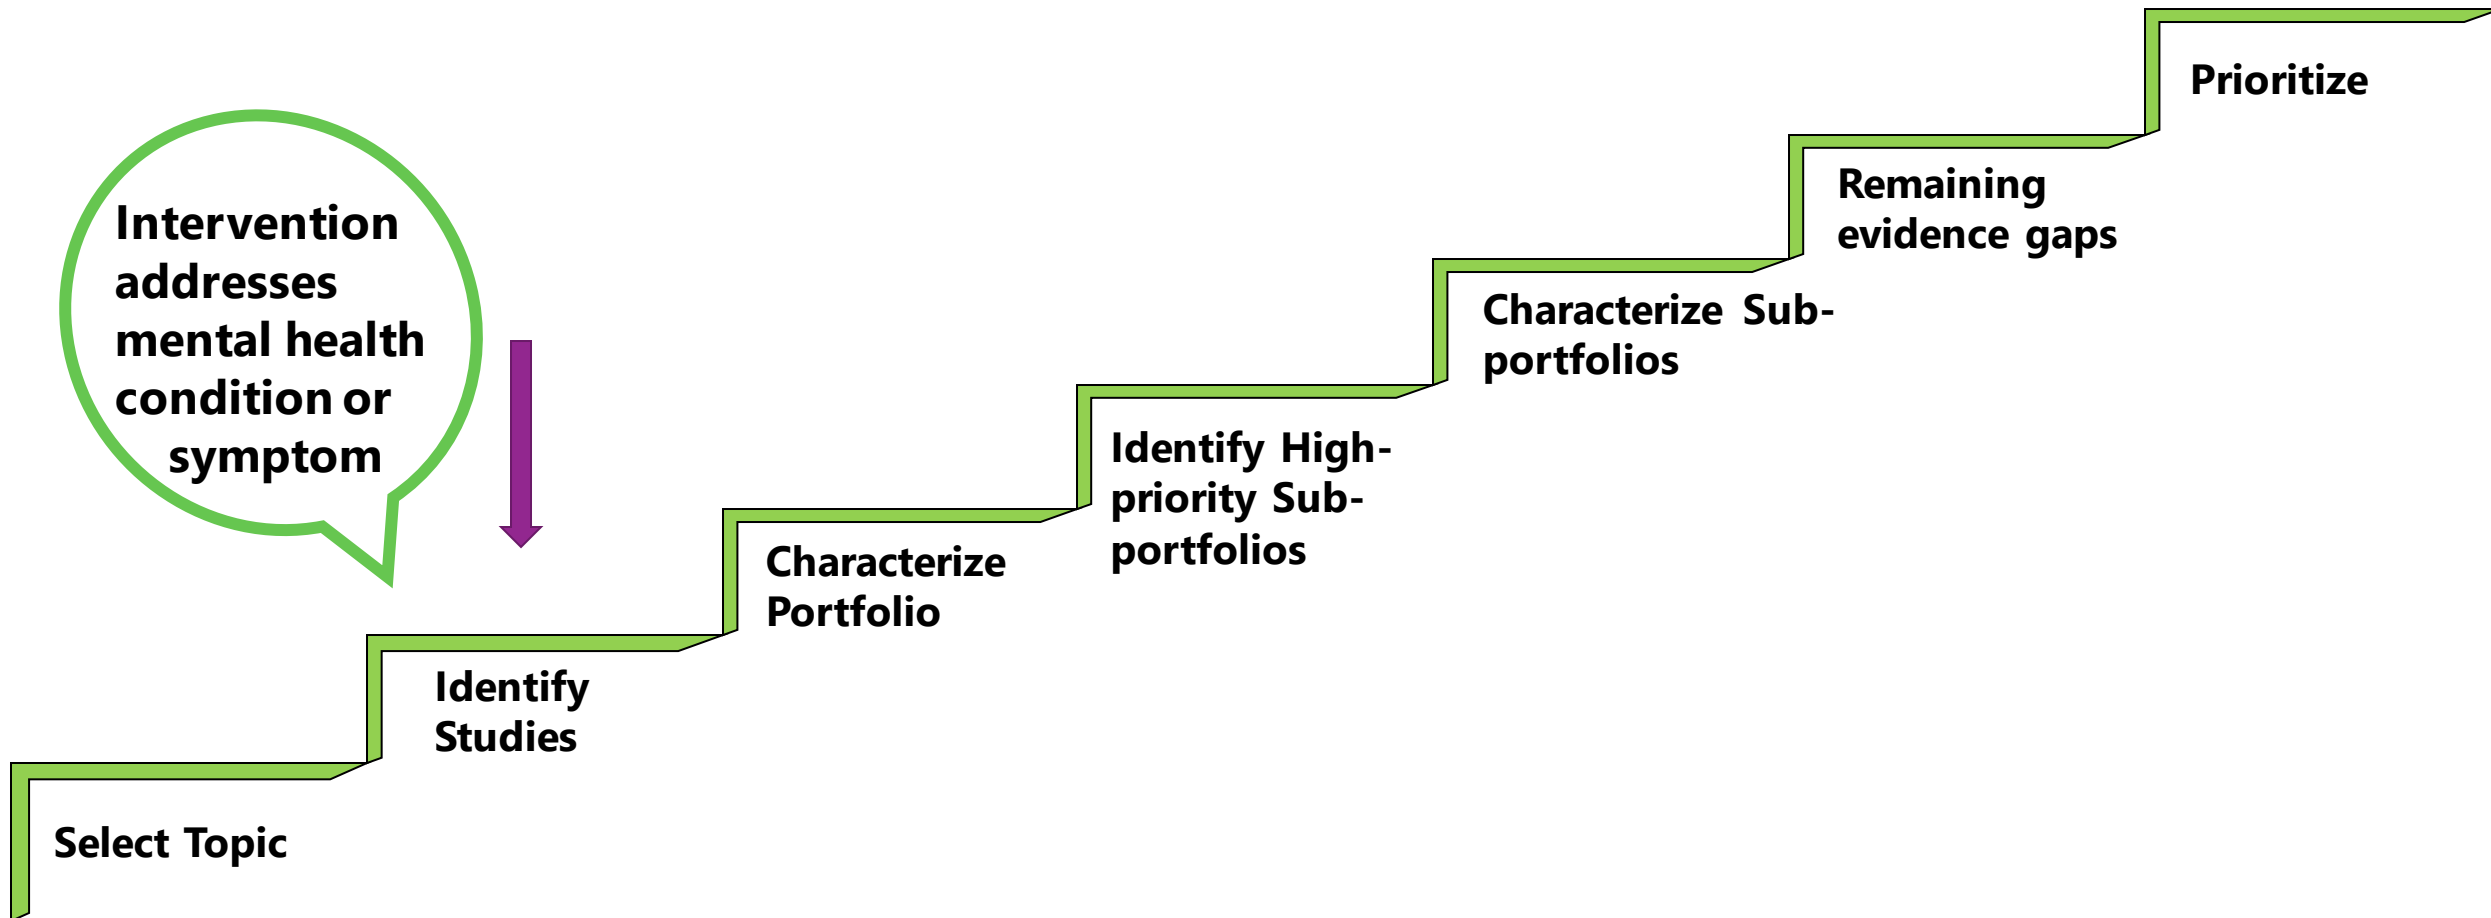 Intervention
addresses
mental health
condition or
symptom
Select Topic
Identify
Studies
Characterize
Portfolio
Identify High-
priority Sub-
portfolios
Characterize Sub-
portfolios
Remaining
evidence gaps
Prioritize